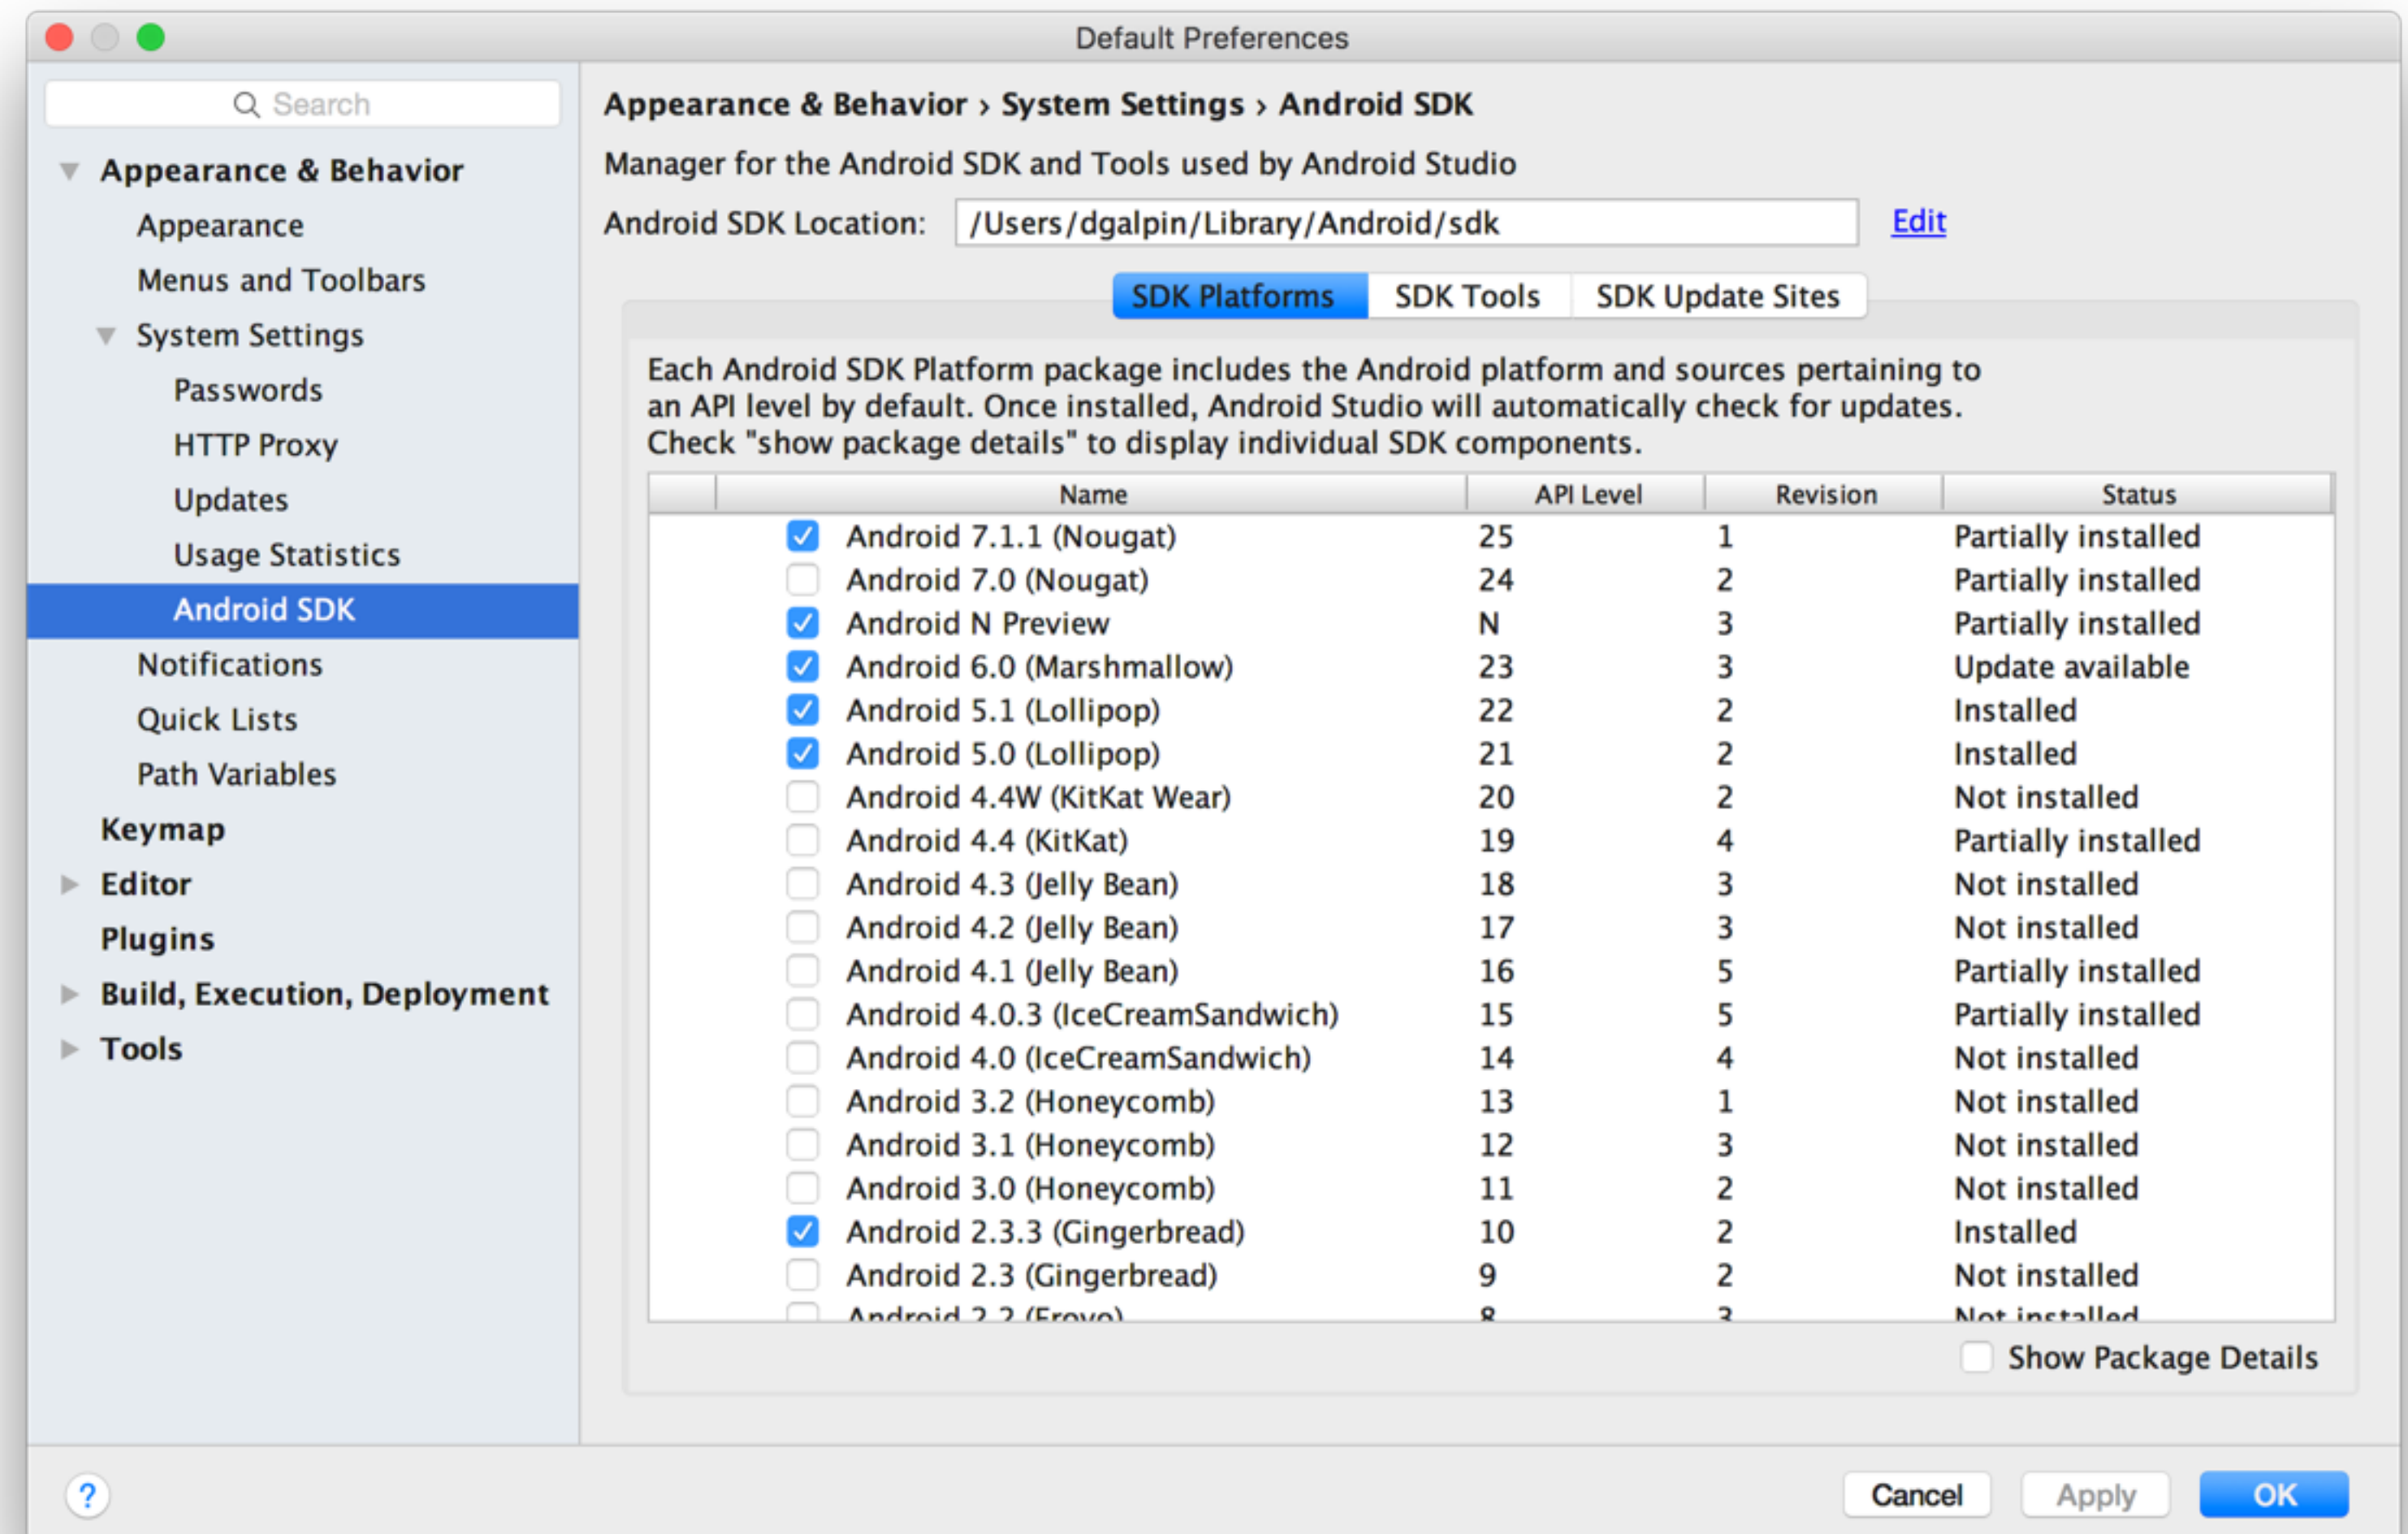 Default Preferences
Search
Appearance & Behavior
Appearance
Menus and Toolbars
System Settings
Passwords
HTTP Proxy
Updates
Usage Statistics
Android SDK
Notifications
Quick Lists
Path Variables
Keymap
Editor
Plugins
Build, Execution, Deployment
Tools
Appearance & Behavior › System Settings › Android SDK
Manager for the Android SDK and Tools used by Android Studio
Android SDK Location: /Users/dgalpin/Library/Android/sdk Edit
SDK Platforms SDK Tools SDK Update Sites
Each Android SDK Platform package includes the Android platform and sources pertaining to
an API level by default. Once installed, Android Studio will automatically check for updates.
Check "show package details" to display individual SDK components.
Name API Level Revision Status
Android 7.1.1 (Nougat) 25 1 Partially installed
Android 7.0 (Nougat) 24 2 Partially installed
Android N Preview N 3 Partially installed
Android 6.0 (Marshmallow) 23 3 Update available
Android 5.1 (Lollipop) 22 2 Installed
Android 5.0 (Lollipop) 21 2 Installed
Android 4.4W (KitKat Wear) 20 2 Not installed
Android 4.4 (KitKat) 19 4 Partially installed
Android 4.3 (Jelly Bean) 18 3 Not installed
Android 4.2 (Jelly Bean) 17 3 Not installed
Android 4.1 (Jelly Bean) 16 5 Partially installed
Android 4.0.3 (IceCreamSandwich) 15 5 Partially installed
Android 4.0 (IceCreamSandwich) 14 4 Not installed
Android 3.2 (Honeycomb) 13 1 Not installed
Android 3.1 (Honeycomb) 12 3 Not installed
Android 3.0 (Honeycomb) 11 2 Not installed
Android 2.3.3 (Gingerbread) 10 2 Installed
Android 2.3 (Gingerbread) 9 2 Not installed
Android 2.2 (Froyo) 8 3 Not installed
Show Package Details
? Cancel Apply OK